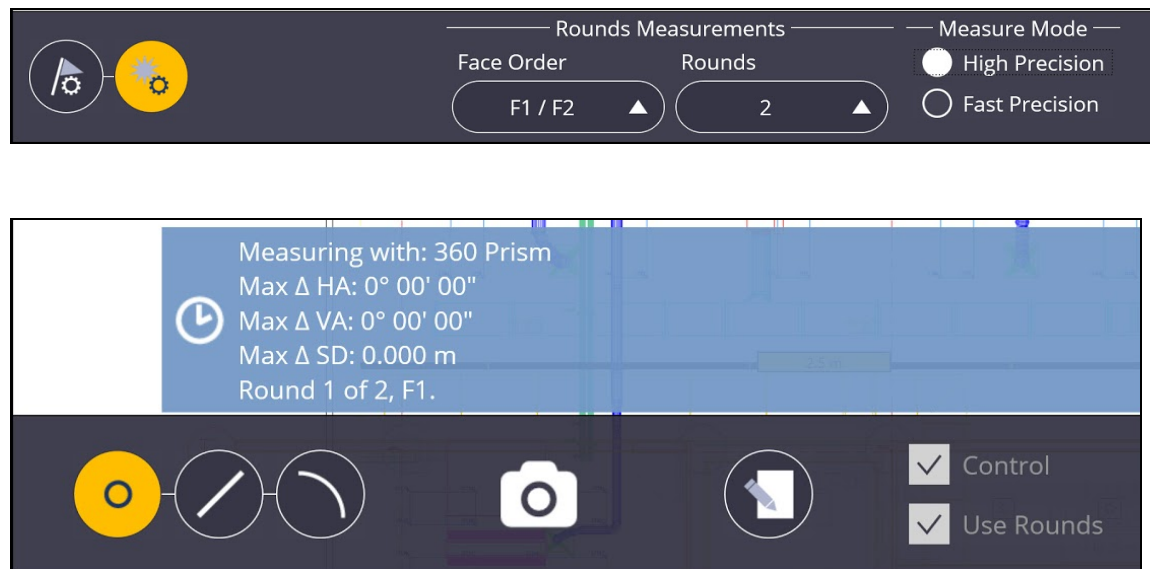 Rounds Measurements
Measure Mode
Face Order
Rounds
High Precision
F1 / F2
2
Fast Precision
Measuring with: 360 Prism
Max Δ HA: 0° 00' 00"
Max Δ VA: 0° 00' 00"
Max Δ SD: 0.000 m
2.5 m
Round 1 of 2, F1.
Control
Use Rounds